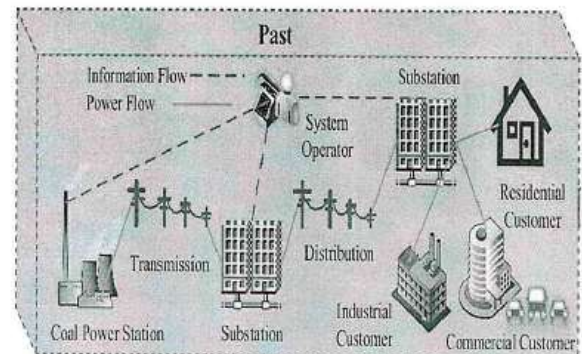 Past
Information Flow
Power Flow
System
Operator
Substation
Residential
Customer
Transmission
Distribution
Coal Power Station
Substation
Industrial
Customer
Commercial Customer